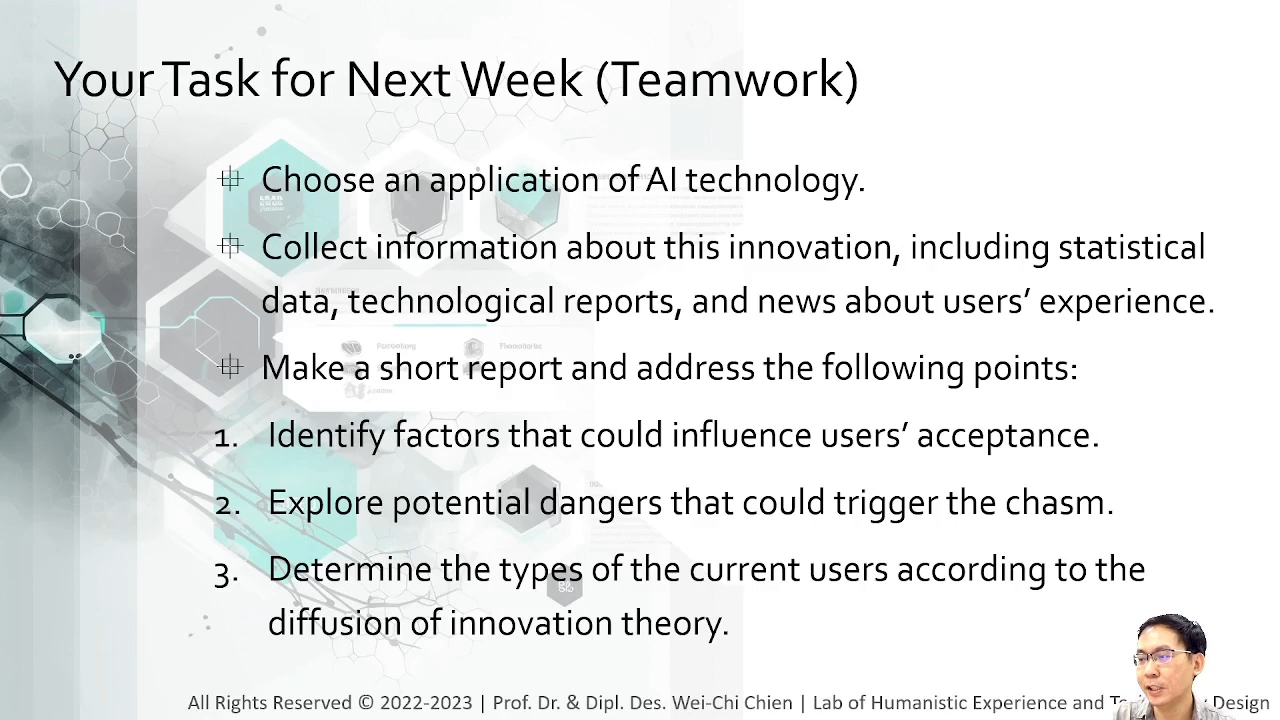 Your Task for Next Week (Teamwork)
Choose an application of AI technology.
Collect information about this innovation, including statistical
data, technological reports, and news about users’ experience.
Make a short report and address the following points:
1. Identify factors that could influence users’ acceptance.
2. Explore potential dangers that could trigger the chasm.
3. Determine the types of the current users according to the
diffusion of innovation theory.
All Rights Reserved © 2022-2023 | Prof. Dr. & Dipl. Des. Wei-Chi Chien | Lab of Humanistic Experience and Design